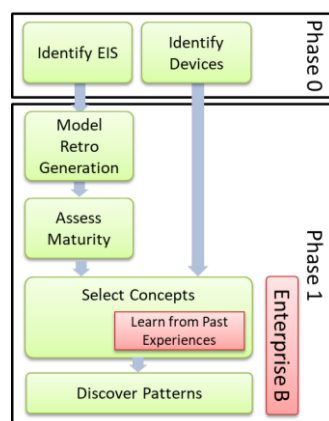 Identify EIS
Identify
Devices
Phase 0
Model
Retro
Generation
Assess
Maturity
Phase 1
Select Concepts
Learn from Past
Experiences
Enterprise B
Discover Patterns